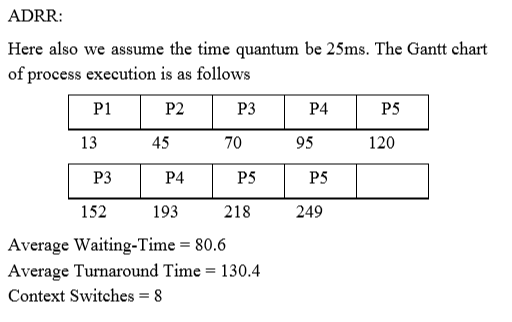 ADRR:
Here also we assume the time quantum be 25ms. The Gantt chart
of process execution is as follows
P1 P2 P3 P4 P5
13 45 70 95 120
P3 P4 P5 P5
152 193 218 249
Average Waiting-Time = 80.6
Average Turnaround Time = 130.4
Context Switches = 8